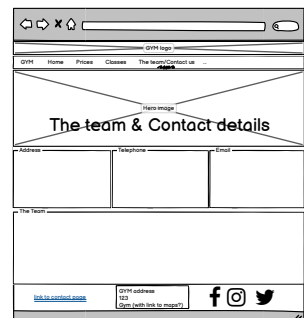 GYM logo
GYM Home Prices Classes The team/Contact us ...
Hero image
The team & Contact details
Address Telephone Email
The Team
link to contact page
GYM address
123
Gym (with link to maps?)